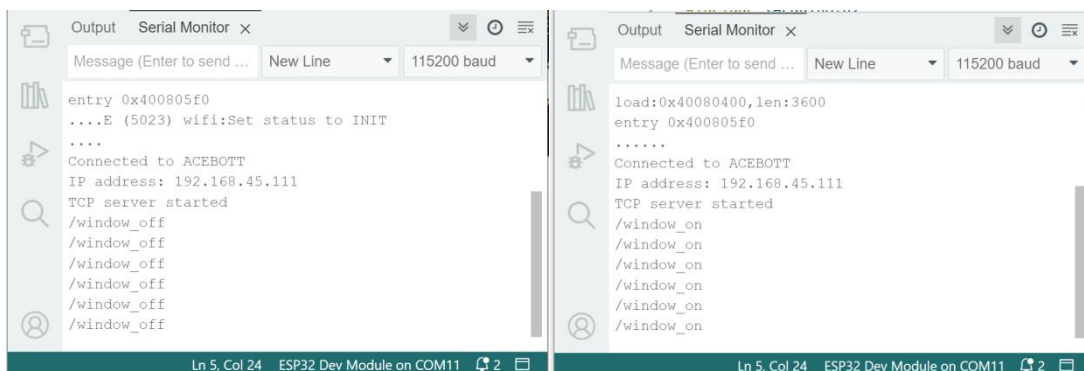 Output Serial Monitor ×
Message (Enter to send ... New Line 115200 baud
entry 0x400805f0
....E (5023) wifi:Set status to INIT
....
Connected to ACEBOTT
IP address: 192.168.45.111
TCP server started
/window_off
/window_off
/window_off
/window_off
/window_off
/window_off
Ln 5, Col 24 ESP32 Dev Module on COM11 2
Output Serial Monitor ×
Message (Enter to send ... New Line 115200 baud
load:0x40080400,len:3600
entry 0x400805f0
......
Connected to ACEBOTT
IP address: 192.168.45.111
TCP server started
/window_on
/window_on
/window_on
/window_on
/window_on
/window_on
Ln 5, Col 24 ESP32 Dev Module on COM11 2